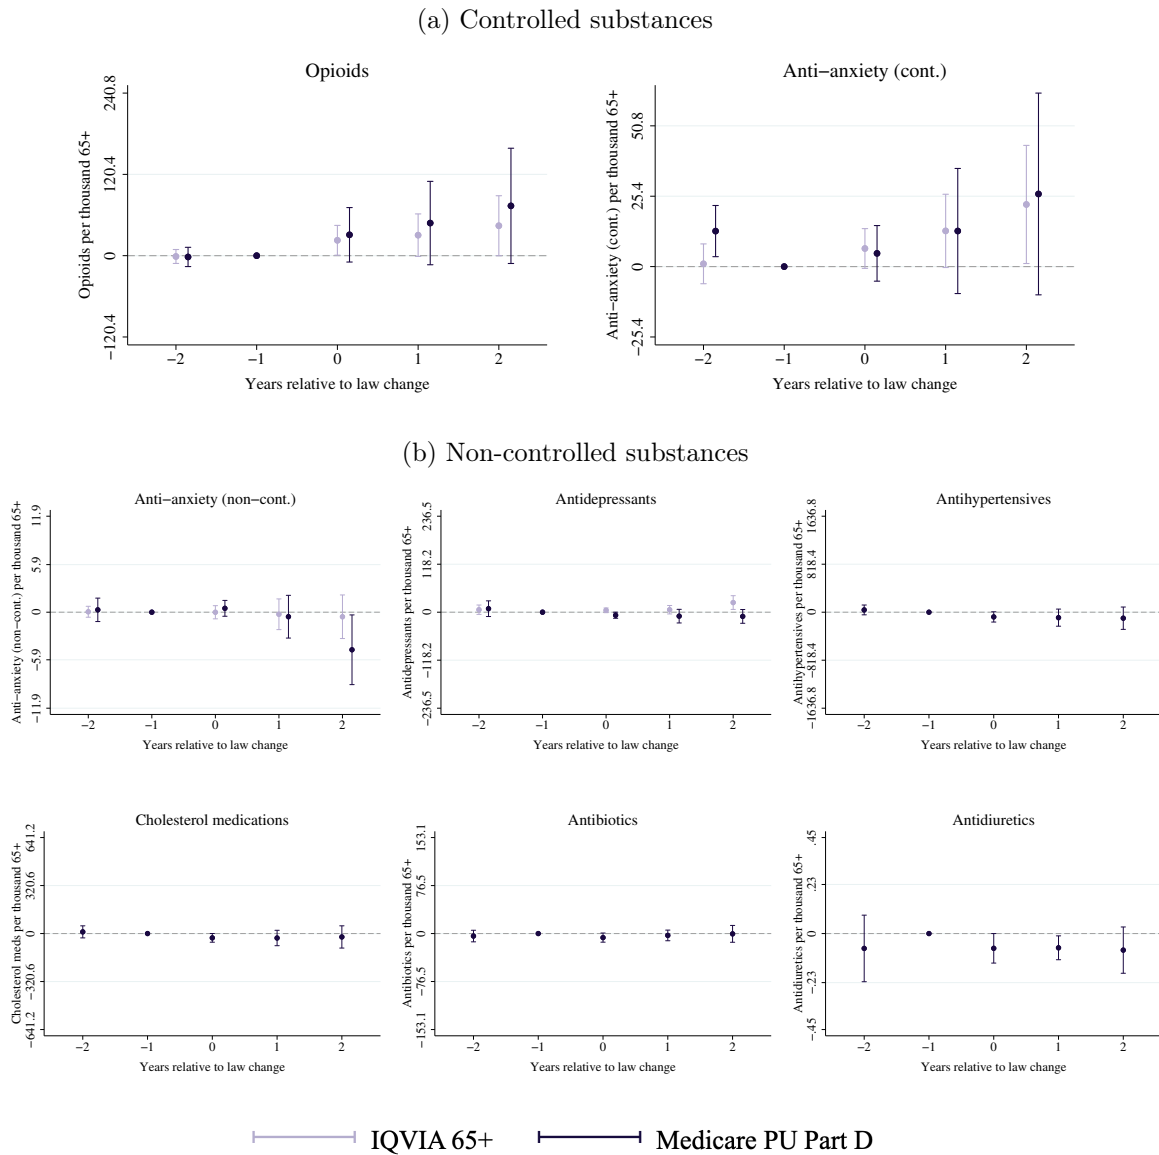 (a) Controlled substances
Opioids
Opioids per thousand 65+
240.8
120.4
0
−120.4
−2 −1 0 1 2
Years relative to law change
Anti−anxiety (cont.)
Anti−anxiety (cont.) per thousand 65+
50.8
25.4
0
−25.4
−2 −1 0 1 2
Years relative to law change
(b) Non-controlled substances
Anti−anxiety (non−cont.)
Anti−anxiety (non−cont.) per thousand 65+
11.9
5.9
0
−5.9
−11.9
−2 −1 0 1 2
Years relative to law change
Antidepressants
Antidepressants per thousand 65+
236.5
118.2
0
−118.2
−236.5
−2 −1 0 1 2
Years relative to law change
Antihypertensives
Antihypertensives per thousand 65+
1636.8
818.4
0
−818.4
−1636.8
−2 −1 0 1 2
Years relative to law change
Cholesterol medications
Cholesterol meds per thousand 65+
641.2
320.6
0
−320.6
−641.2
−2 −1 0 1 2
Years relative to law change
Antibiotics
Antibiotics per thousand 65+
153.1
76.5
0
−76.5
−153.1
−2 −1 0 1 2
Years relative to law change
Antidiuretics
Antidiuretics per thousand 65+
.45
.23
0
−.23
−.45
−2 −1 0 1 2
Years relative to law change
IQVIA 65+
Medicare PU Part D